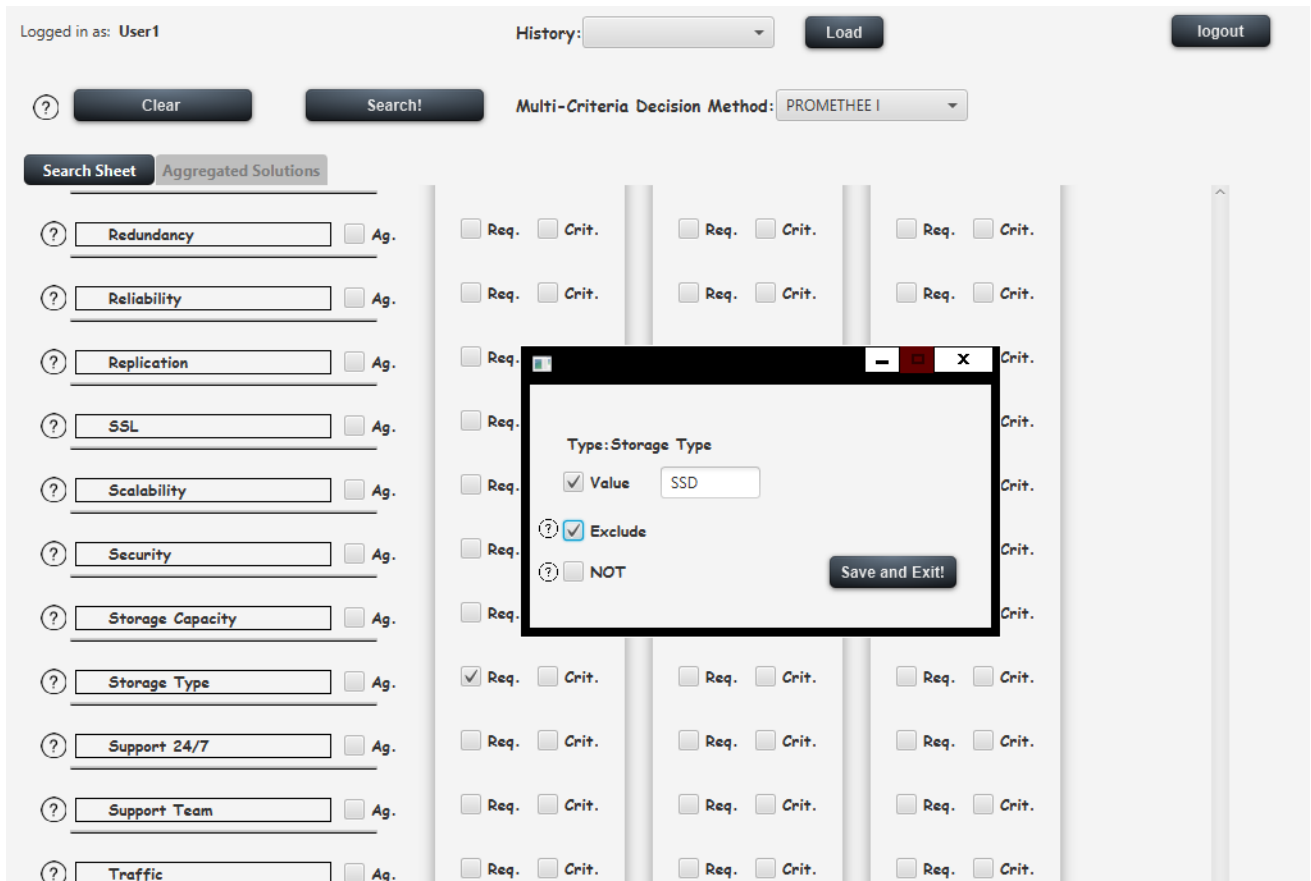 Logged in as: User1 History: Load logout
? Clear Search! Multi-Criteria Decision Method: PROMETHEE I
Search Sheet Aggregated Solutions
? Redundancy Ag. Req. Crit. Req. Crit. Req. Crit.
? Reliability Ag. Req. Crit. Req. Crit. Req. Crit.
? Replication Ag. Req. Crit.
? SSL Ag. Req. Crit.
? Scalability Ag. Req. Crit.
? Security Ag. Req. Crit.
? Storage Capacity Ag. Req. Crit.
X
Type:Storage Type
Value SSD
? Exclude
? NOT Save and Exit!
? Storage Type Ag. Req. Crit. Req. Crit. Req. Crit.
? Support 24/7 Ag. Req. Crit. Req. Crit. Req. Crit.
? Support Team Ag. Req. Crit. Req. Crit. Req. Crit.
? Traffic Ag. Req. Crit. Req. Crit. Req. Crit.